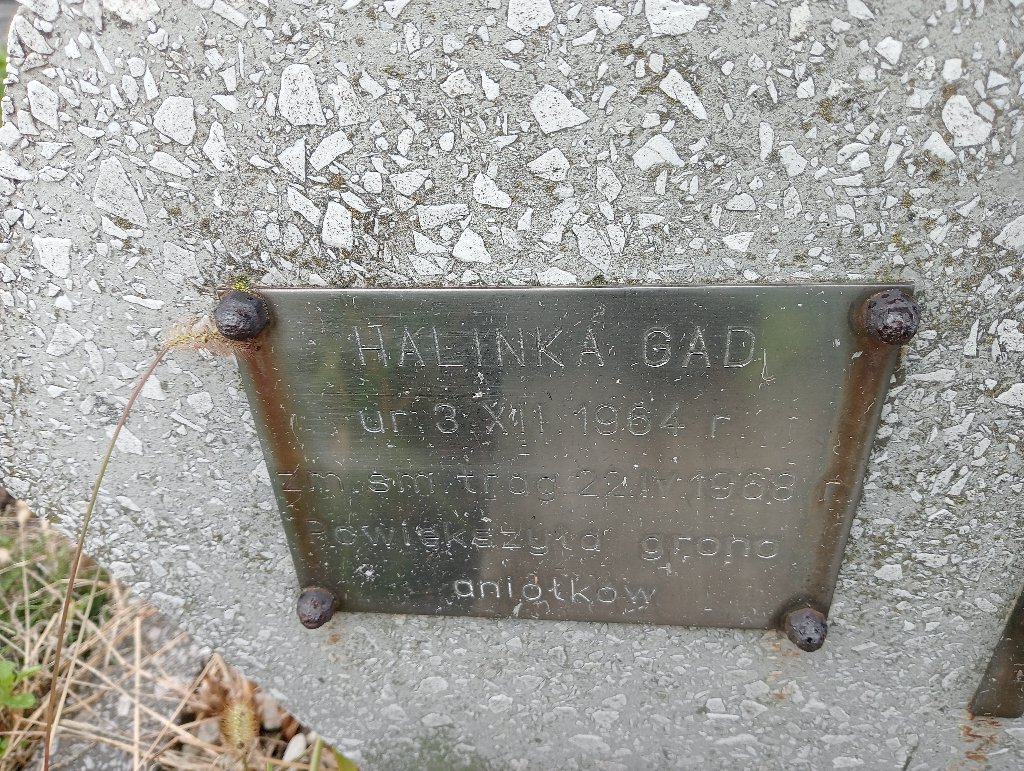 HALINKA GAD
ur 3 XII 1964 r
zm śm trag 22 IV 1968 r
Powiększyła grono
aniołków